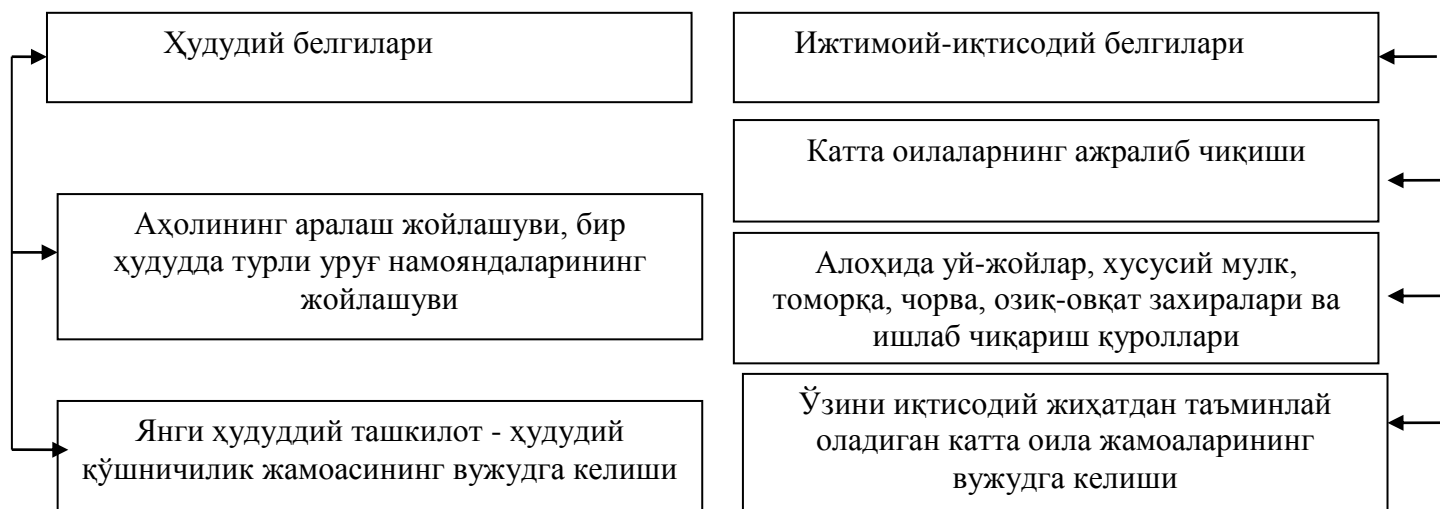 Ҳудудий белгилари
Аҳолининг аралаш жойлашуви, бир
ҳудудда турли уруғ намояндаларининг
жойлашуви
Янги ҳудуддий ташкилот - ҳудудий
қўшничилик жамоасининг вужудга келиши
Ижтимоий-иқтисодий белгилари
Катта оилаларнинг ажралиб чиқиши
Алоҳида уй-жойлар, хусусий мулк,
томорқа, чорва, озиқ-овқат захиралари ва
ишлаб чиқариш қуроллари
Ўзини иқтисодий жиҳатдан таъминлай
оладиган катта оила жамоаларининг
вужудга келиши